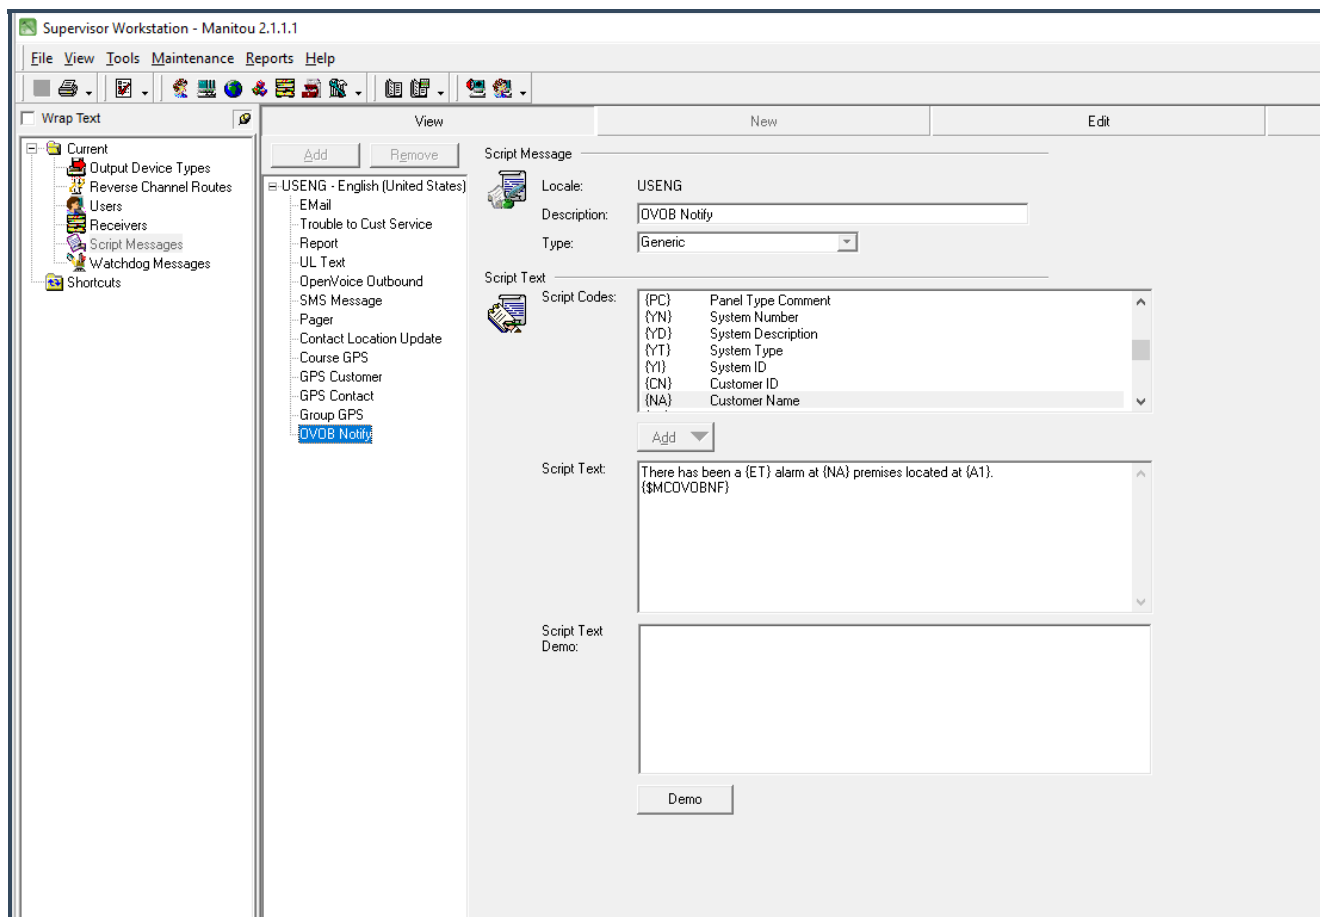 Supervisor Workstation - Manitou 2.1.1.1
File View Tools Maintenance Reports Help
Wrap Text
Current
Output Device Types
Reverse Channel Routes
Users
Receivers
Script Messages
Watchdog Messages
Shortcuts
View New Edit
Add Remove
USENG - English (United States)
EMail
Trouble to Cust Service
Report
UL Text
OpenVoice Outbound
SMS Message
Pager
Contact Location Update
Course GPS
GPS Customer
GPS Contact
Group GPS
OVOB Notify
Script Message
Locale: USENG
Description: OVOB Notify
Type: Generic
Script Text
Script Codes:
{PC} Panel Type Comment
{YN} System Number
{YD} System Description
{YT} System Type
{YI} System ID
{CN} Customer ID
{NA} Customer Name
Add
Script Text:
There has been a {ET} alarm at {NA} premises located at {A1}.
{$MCOVOBNF}
Script Text
Demo:
Demo